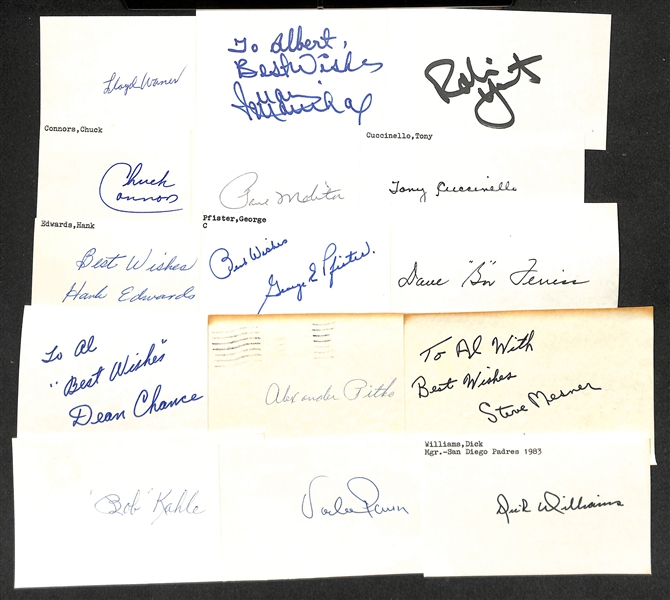 Lloyd Waner
To Albert,
Best Wishes
Juan Marichal
Robin Yount
Connors,Chuck
Chuck
Connors
Paul Molitor
Cuccinello,Tony
Tony Cuccinello
Edwards,Hank
Best Wishes
Hank Edwards
Pfister,George
C
Best Wishes
George E Pfister.
Dave "Boo" Ferriss
To Al
"Best Wishes"
Dean Chance
Alexander Pitko
To Al With
Best Wishes
Steve Mesner
"Bob" Kahle
Williams,Dick
Mgr.-San Diego Padres 1983
Dick Williams